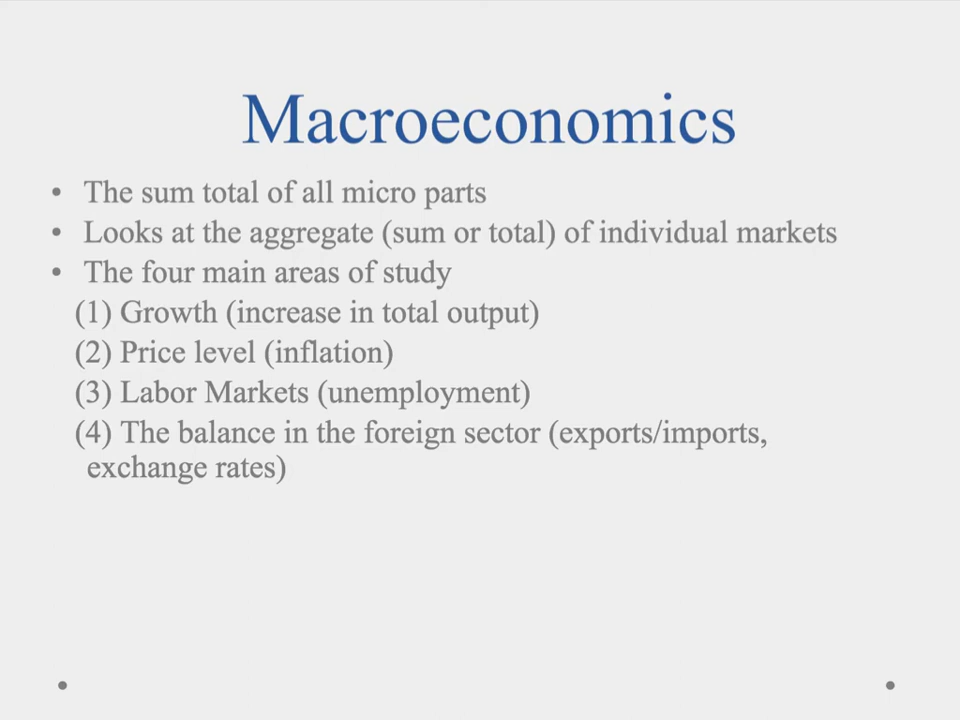 Macroeconomics
• The sum total of all micro parts
• Looks at the aggregate (sum or total) of individual markets
• The four main areas of study
(1) Growth (increase in total output)
(2) Price level (inflation)
(3) Labor Markets (unemployment)
(4) The balance in the foreign sector (exports/imports,
exchange rates)